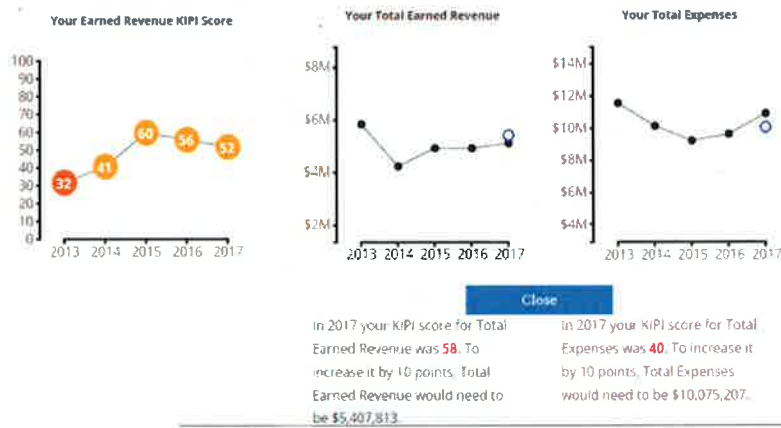 Your Earned Revenue KIPI Score
100
90
80
70
60
50
40
30
20
10
0
32
41
60
56
52
2013 2014 2015 2016 2017
Your Total Earned Revenue
$8M
$6M
$4M
$2M
2013 2014 2015 2016 2017
Your Total Expenses
$14M
$12M
$10M
$8M
$6M
$4M
2013 2014 2015 2016 2017
Close
In 2017 your KIPI score for Total
Earned Revenue was 58. To
increase it by 10 points, Total
Earned Revenue would need to
be $5,407,813.
In 2017 your KIPI score for Total
Expenses was 40. To increase it
by 10 points, Total Expenses
would need to be $10,075,207.